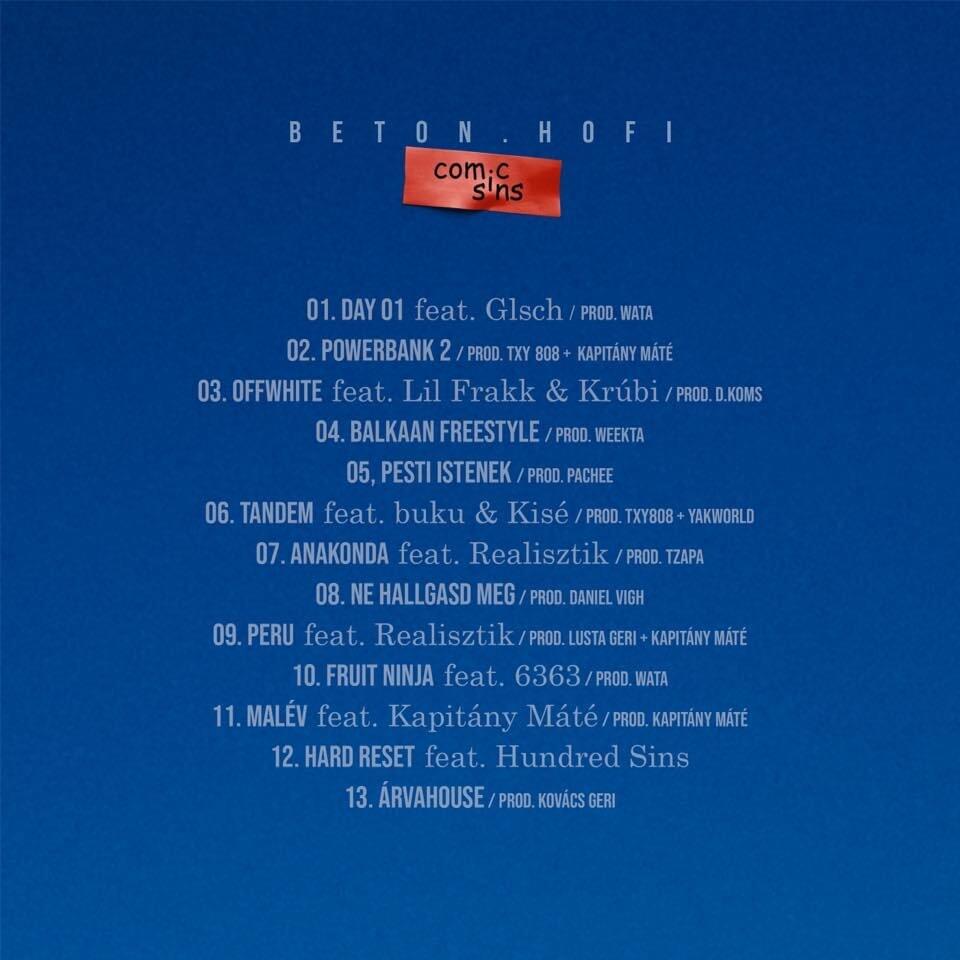 BETON.HOFI
comic
sins
01. DAY 01 feat. Glsch / PROD. WATA
02. POWERBANK 2 / PROD. TXY 808 + KAPITÁNY MÁTÉ
03. OFFWHITE feat. Lil Frakk & Krúbi / PROD. D.KOMS
04. BALKAAN FREESTYLE / PROD. WEEKTA
05, PESTI ISTENEK / PROD. PACHEE
06. TANDEM feat. buku & Kisé / PROD. TXY808 + YAKWORLD
07. ANAKONDA feat. Realisztik / PROD. TZAPA
08. NE HALLGASD MEG / PROD. DANIEL VIGH
09. PERU feat. Realisztik / PROD. LUSTA GERI + KAPITÁNY MÁTÉ
10. FRUIT NINJA feat. 6363 / PROD. WATA
11. MALÉV feat. Kapitány Máté / PROD. KAPITÁNY MÁTÉ
12. HARD RESET feat. Hundred Sins
13. ÁRVAHOUSE / PROD. KOVÁCS GERI